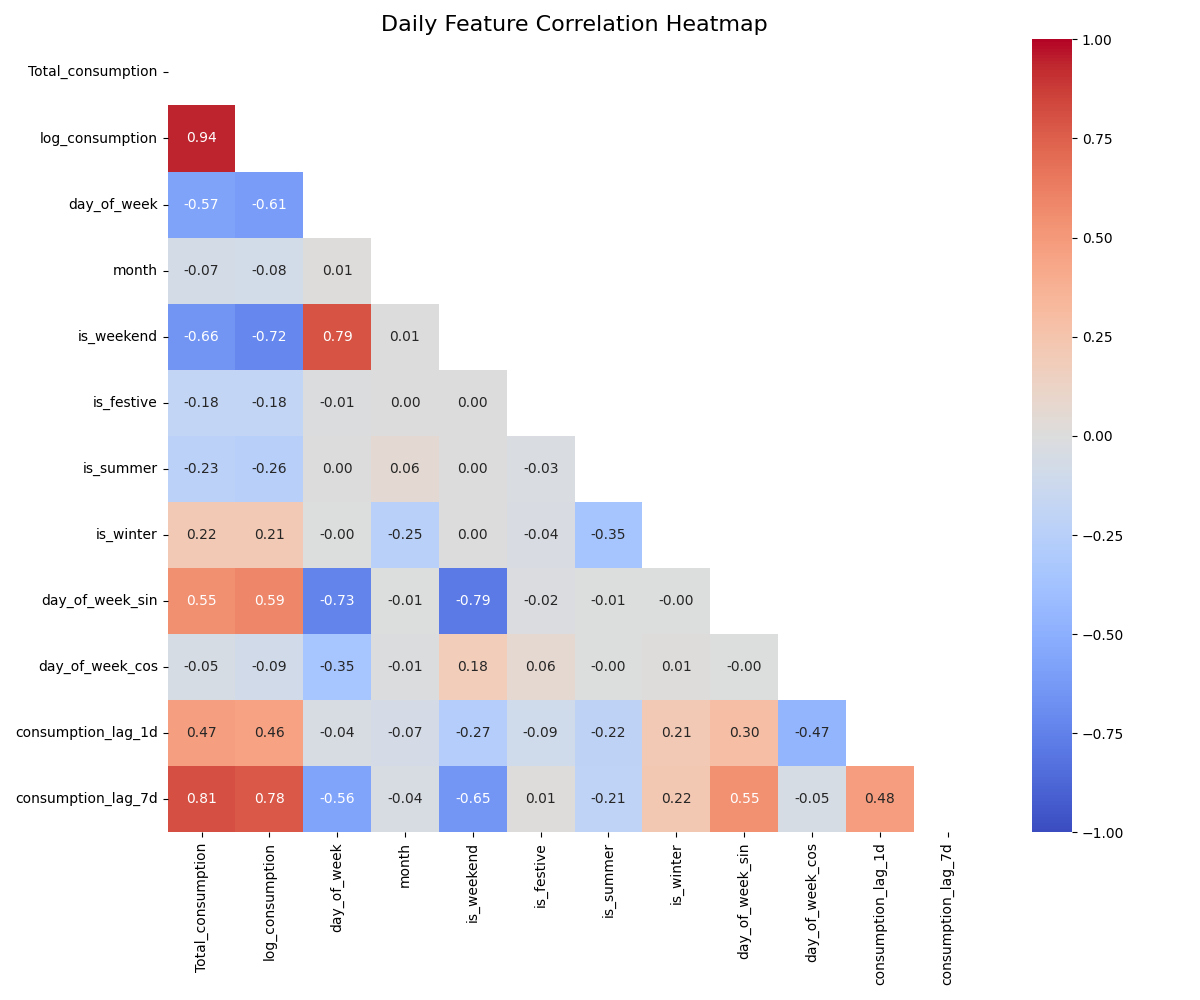 Daily Feature Correlation Heatmap
Total_consumption
log_consumption 0.94
day_of_week -0.57 -0.61
month -0.07 -0.08 0.01
is_weekend -0.66 -0.72 0.79 0.01
is_festive -0.18 -0.18 -0.01 0.00 0.00
is_summer -0.23 -0.26 0.00 0.06 0.00 -0.03
is_winter 0.22 0.21 -0.00 -0.25 0.00 -0.04 -0.35
day_of_week_sin 0.55 0.59 -0.73 -0.01 -0.79 -0.02 -0.01 -0.00
day_of_week_cos -0.05 -0.09 -0.35 -0.01 0.18 0.06 -0.00 0.01 -0.00
consumption_lag_1d 0.47 0.46 -0.04 -0.07 -0.27 -0.09 -0.22 0.21 0.30 -0.47
consumption_lag_7d 0.81 0.78 -0.56 -0.04 -0.65 0.01 -0.21 0.22 0.55 -0.05 0.48
Total_consumption
log_consumption
day_of_week
month
is_weekend
is_festive
is_summer
is_winter
day_of_week_sin
day_of_week_cos
consumption_lag_1d
consumption_lag_7d
1.00
0.75
0.50
0.25
0.00
−0.25
−0.50
−0.75
−1.00